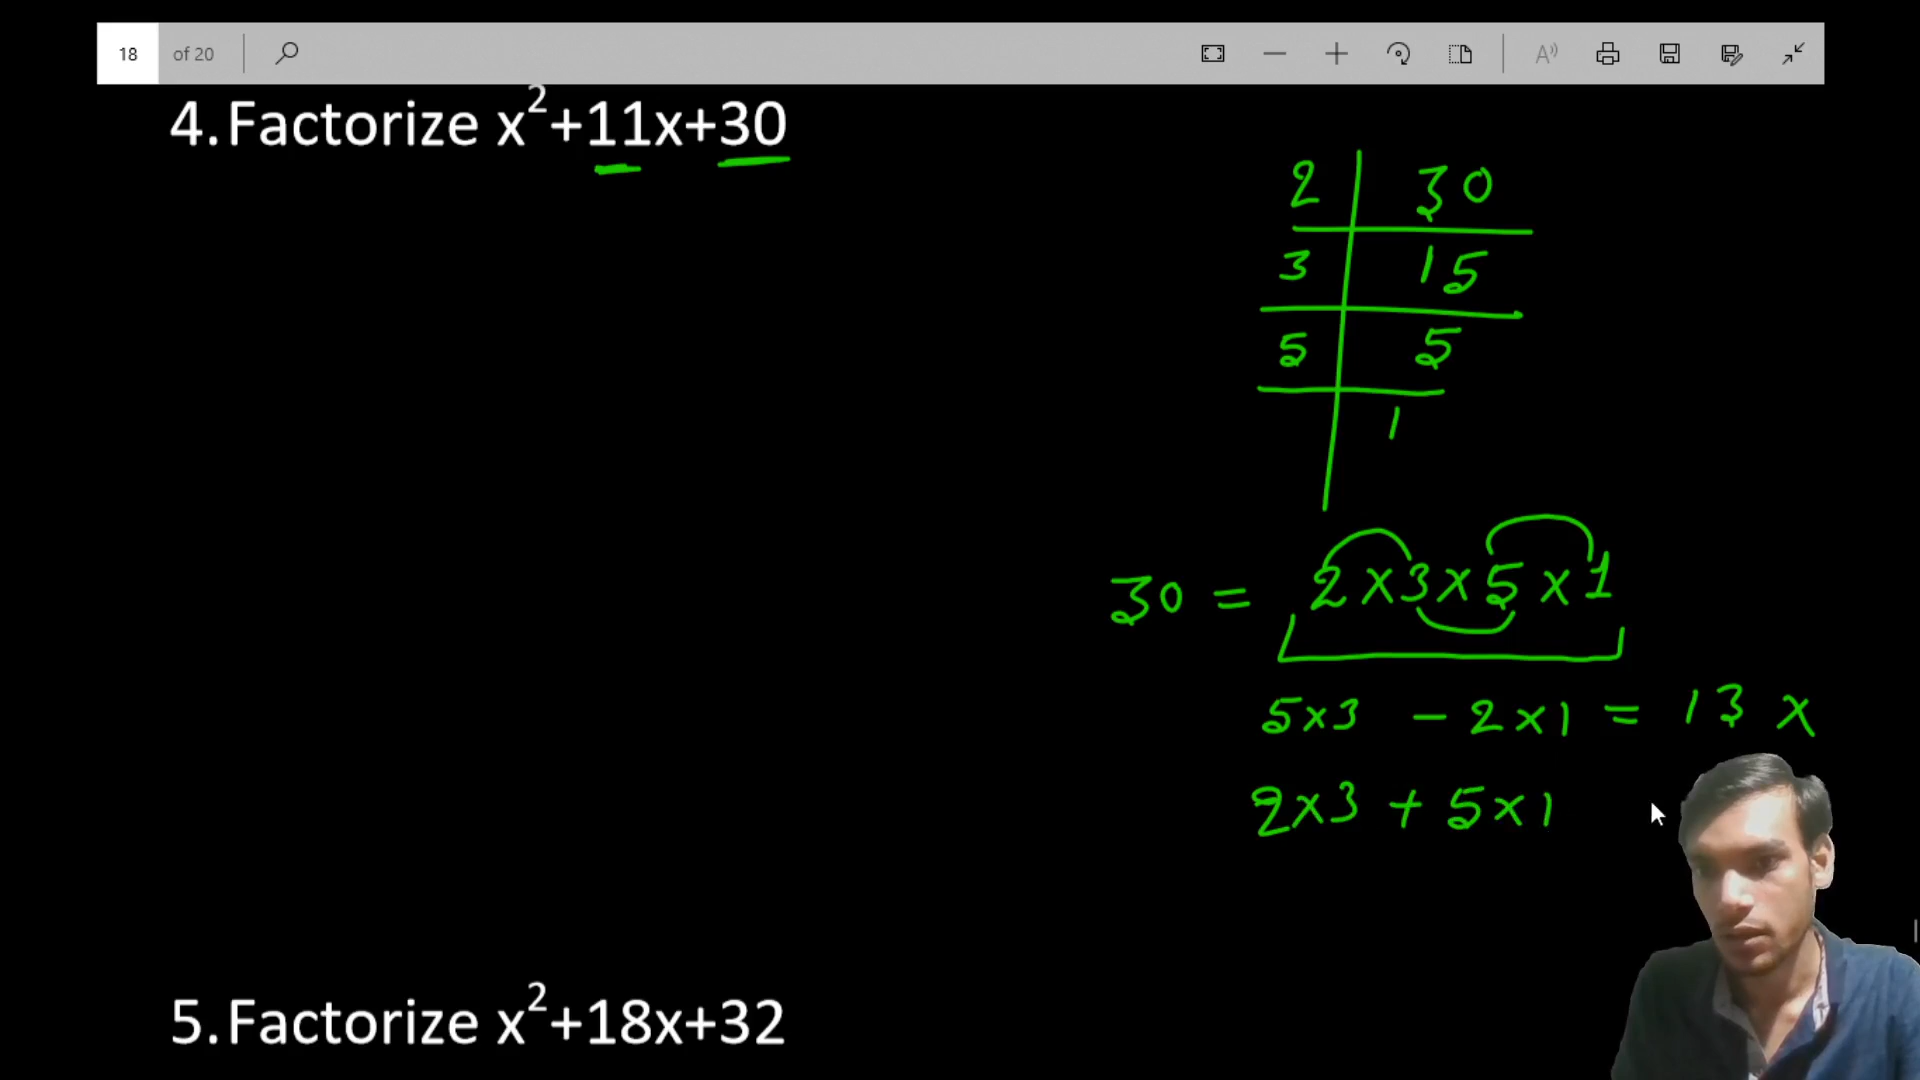 18 of 20
4. Factorize x²+11x+30
2 | 30
3 | 15
5 | 5
1
30 = 2x3x5x1
5x3 - 2x1 = 13 x
2x3 + 5x1
5. Factorize x²+18x+32